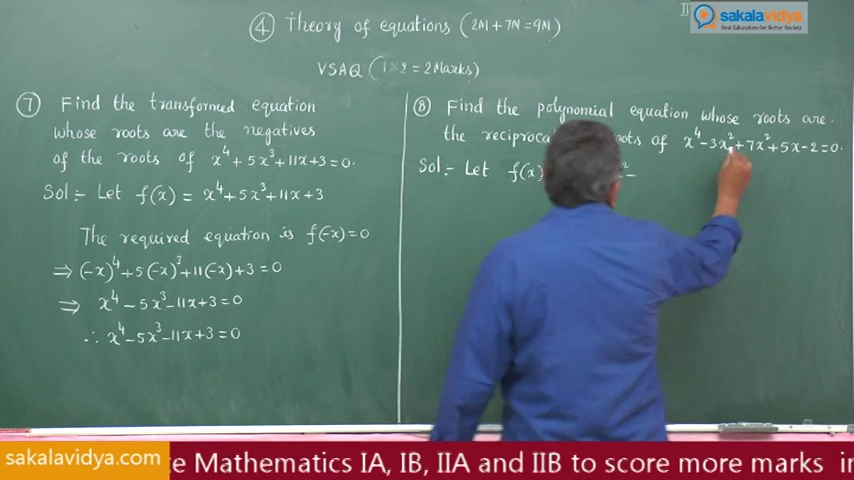 ④ Theory of equations (2M + 7M = 9M)
VSAQ (1×2 = 2 Marks)
sakalavidya
Best Education for Better Society
⑦ Find the transformed equation
whose roots are the negatives
of the roots of x⁴ + 5x³ + 11x + 3 = 0.
Sol :- Let f(x) = x⁴ + 5x³ + 11x + 3
The required equation is f(-x) = 0
⇒ (-x)⁴ + 5(-x)³ + 11(-x) + 3 = 0
⇒ x⁴ - 5x³ - 11x + 3 = 0
∴ x⁴ - 5x³ - 11x + 3 = 0
⑧ Find the polynomial equation whose roots are
the of x⁴ - 3x² + 7x² + 5x - 2 = 0.
Sol :- Let
sakalavidya.com
Mathematics IA, IB, IIA and IIB to score more marks